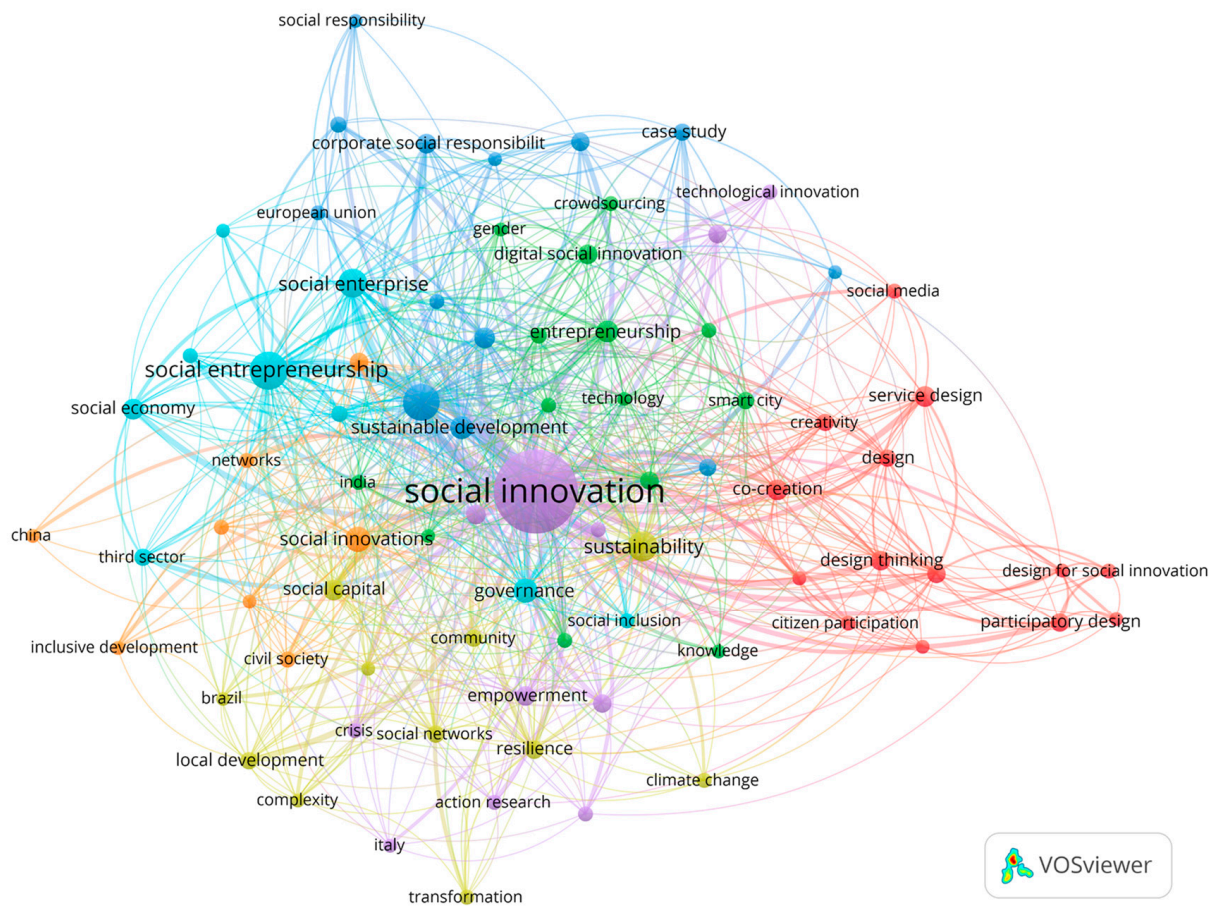 social responsibility
corporate social responsibilit
case study
technological innovation
crowdsourcing
european union
gender
digital social innovation
social enterprise
social media
entrepreneurship
social entrepreneurship
service design
technology
smart city
social economy
creativity
sustainable development
networks
design
india
social innovation
co-creation
china
social innovations
sustainability
third sector
design thinking
design for social innovation
social capital
governance
social inclusion
citizen participation
participatory design
community
inclusive development
knowledge
civil society
brazil
empowerment
crisis
social networks
resilience
local development
climate change
complexity
action research
italy
VOSviewer
transformation